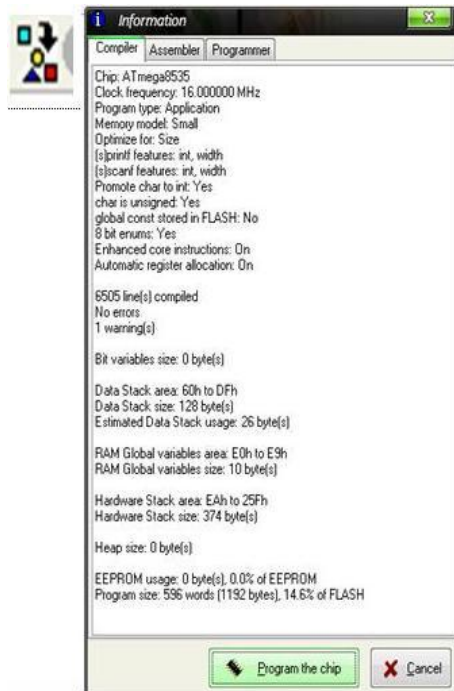 Information
Compiler Assembler Programmer
Chip: ATmega8535
Clock frequency: 16.000000 MHz
Program type: Application
Memory model: Small
Optimize for: Size
(s)printf features: int, width
(s)scanf features: int, width
Promote char to int: Yes
char is unsigned: Yes
global const stored in FLASH: No
8 bit enums: Yes
Enhanced core instructions: On
Automatic register allocation: On
6505 line(s) compiled
No errors
1 warning(s)
Bit variables size: 0 byte(s)
Data Stack area: 60h to DFh
Data Stack size: 128 byte(s)
Estimated Data Stack usage: 26 byte(s)
RAM Global variables area: E0h to E9h
RAM Global variables size: 10 byte(s)
Hardware Stack area: EAh to 25Fh
Hardware Stack size: 374 byte(s)
Heap size: 0 byte(s)
EEPROM usage: 0 byte(s), 0.0% of EEPROM
Program size: 596 words (1192 bytes), 14.6% of FLASH
Program the chip Cancel